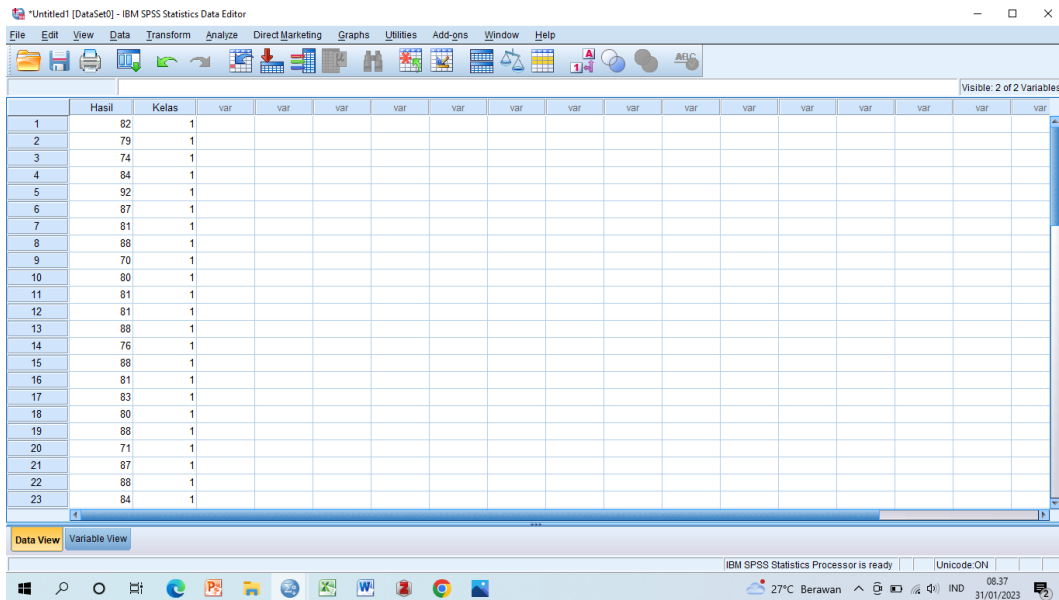 *Untitled1 [DataSet0] - IBM SPSS Statistics Data Editor
File Edit View Data Transform Analyze Direct Marketing Graphs Utilities Add-ons Window Help
Visible: 2 of 2 Variables
Hasil Kelas var var var var var var var var var var var var var var
1 82 1
2 79 1
3 74 1
4 84 1
5 92 1
6 87 1
7 81 1
8 88 1
9 70 1
10 80 1
11 81 1
12 81 1
13 88 1
14 76 1
15 88 1
16 81 1
17 83 1
18 80 1
19 88 1
20 71 1
21 87 1
22 88 1
23 84 1
Data View Variable View
IBM SPSS Statistics Processor is ready Unicode:ON
27°C Berawan IND 08.37
31/01/2023